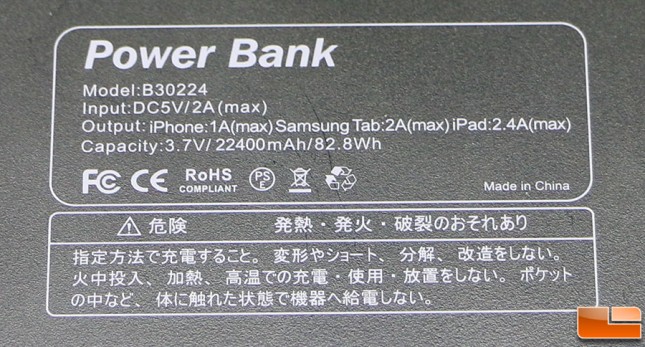 Power Bank
Model:B30224
Input:DC5V/2A(max)
Output: iPhone:1A(max) Samsung Tab:2A(max) iPad:2.4A(max)
Capacity:3.7V/ 22400mAh/82.8Wh
FC CE RoHS COMPLIANT PSE Made in China
⚠ 危険 発熱・発火・破裂のおそれあり
指定方法で充電すること。変形やショート、分解、改造をしない。
火中投入、加熱、高温での充電・使用・放置をしない。ポケット
の中など、体に触れた状態で機器へ給電しない。